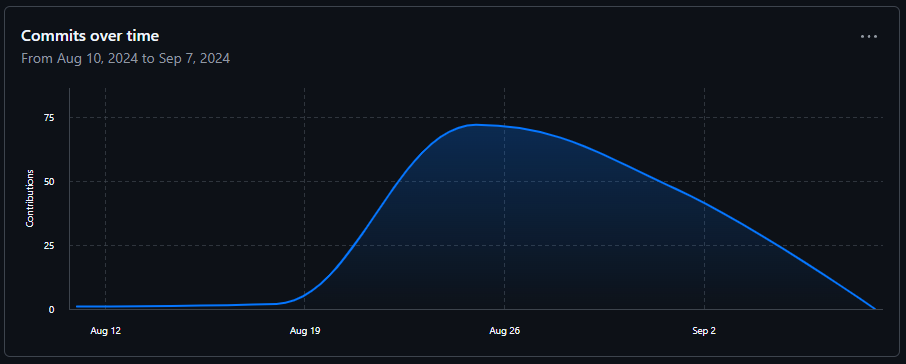 Commits over time
From Aug 10, 2024 to Sep 7, 2024
Contributions
75
50
25
0
Aug 12 Aug 19 Aug 26 Sep 2